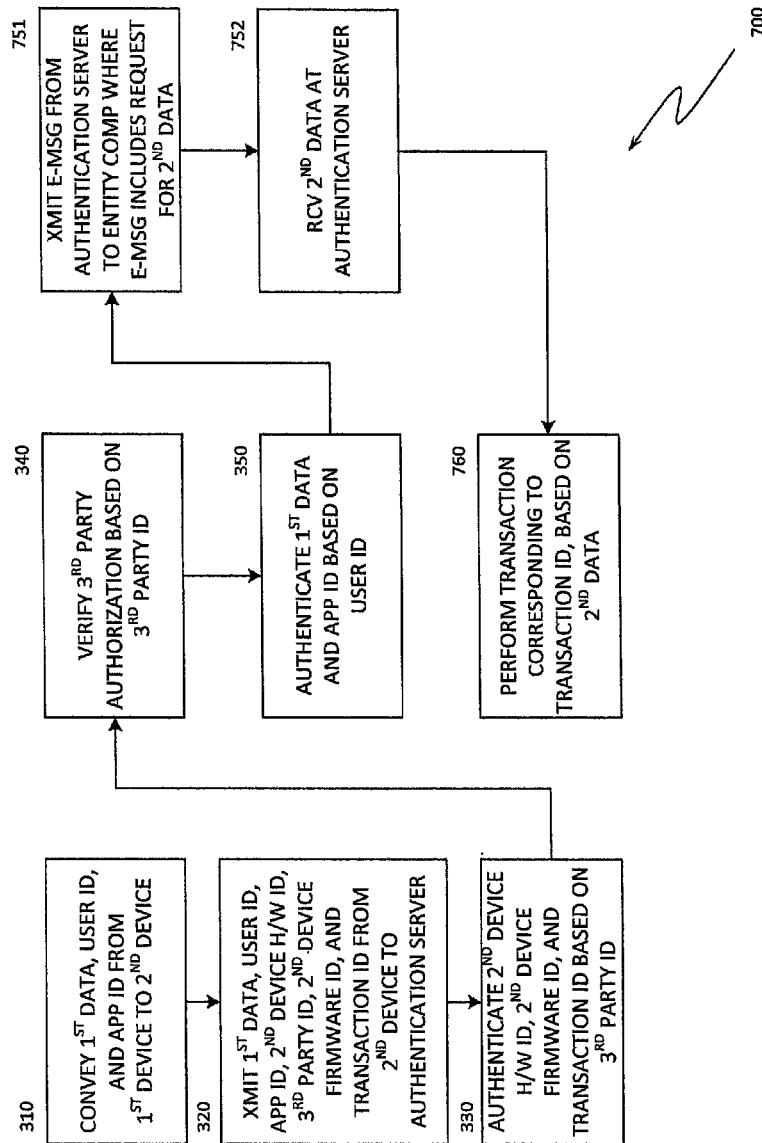 310
CONVEY 1ST DATA, USER ID,
AND APP ID FROM
1ST DEVICE TO 2ND DEVICE
320
XMIT 1ST DATA, USER ID,
APP ID, 2ND DEVICE H/W ID,
3RD PARTY ID, 2ND DEVICE
FIRMWARE ID, AND
TRANSACTION ID FROM
2ND DEVICE TO
AUTHENTICATION SERVER
330
AUTHENTICATE 2ND DEVICE
H/W ID, 2ND DEVICE
FIRMWARE ID, AND
TRANSACTION ID BASED ON
3RD PARTY ID
340
VERIFY 3RD PARTY
AUTHORIZATION BASED ON
3RD PARTY ID
350
AUTHENTICATE 1ST DATA
AND APP ID BASED ON
USER ID
751
XMIT E-MSG FROM
AUTHENTICATION SERVER
TO ENTITY COMP WHERE
E-MSG INCLUDES REQUEST
FOR 2ND DATA
752
RCV 2ND DATA AT
AUTHENTICATION SERVER
760
PERFORM TRANSACTION
CORRESPONDING TO
TRANSACTION ID, BASED ON
2ND DATA
700